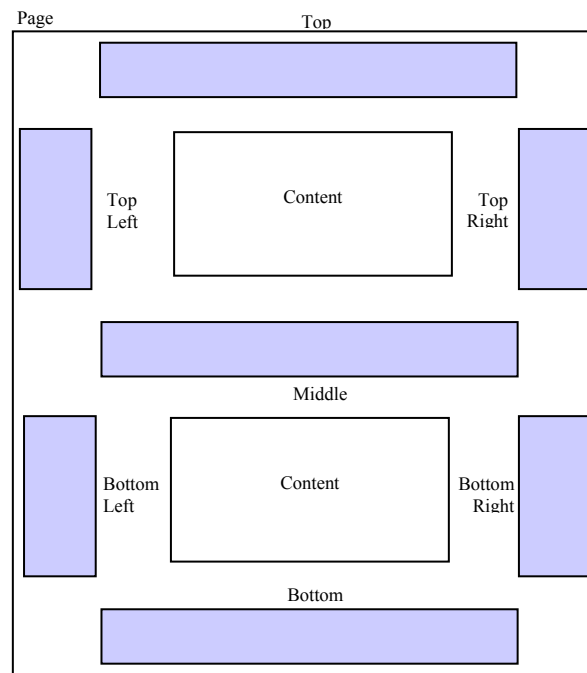 Page
Top
Top
Left
Content
Top
Right
Middle
Bottom
Left
Content
Bottom
Right
Bottom